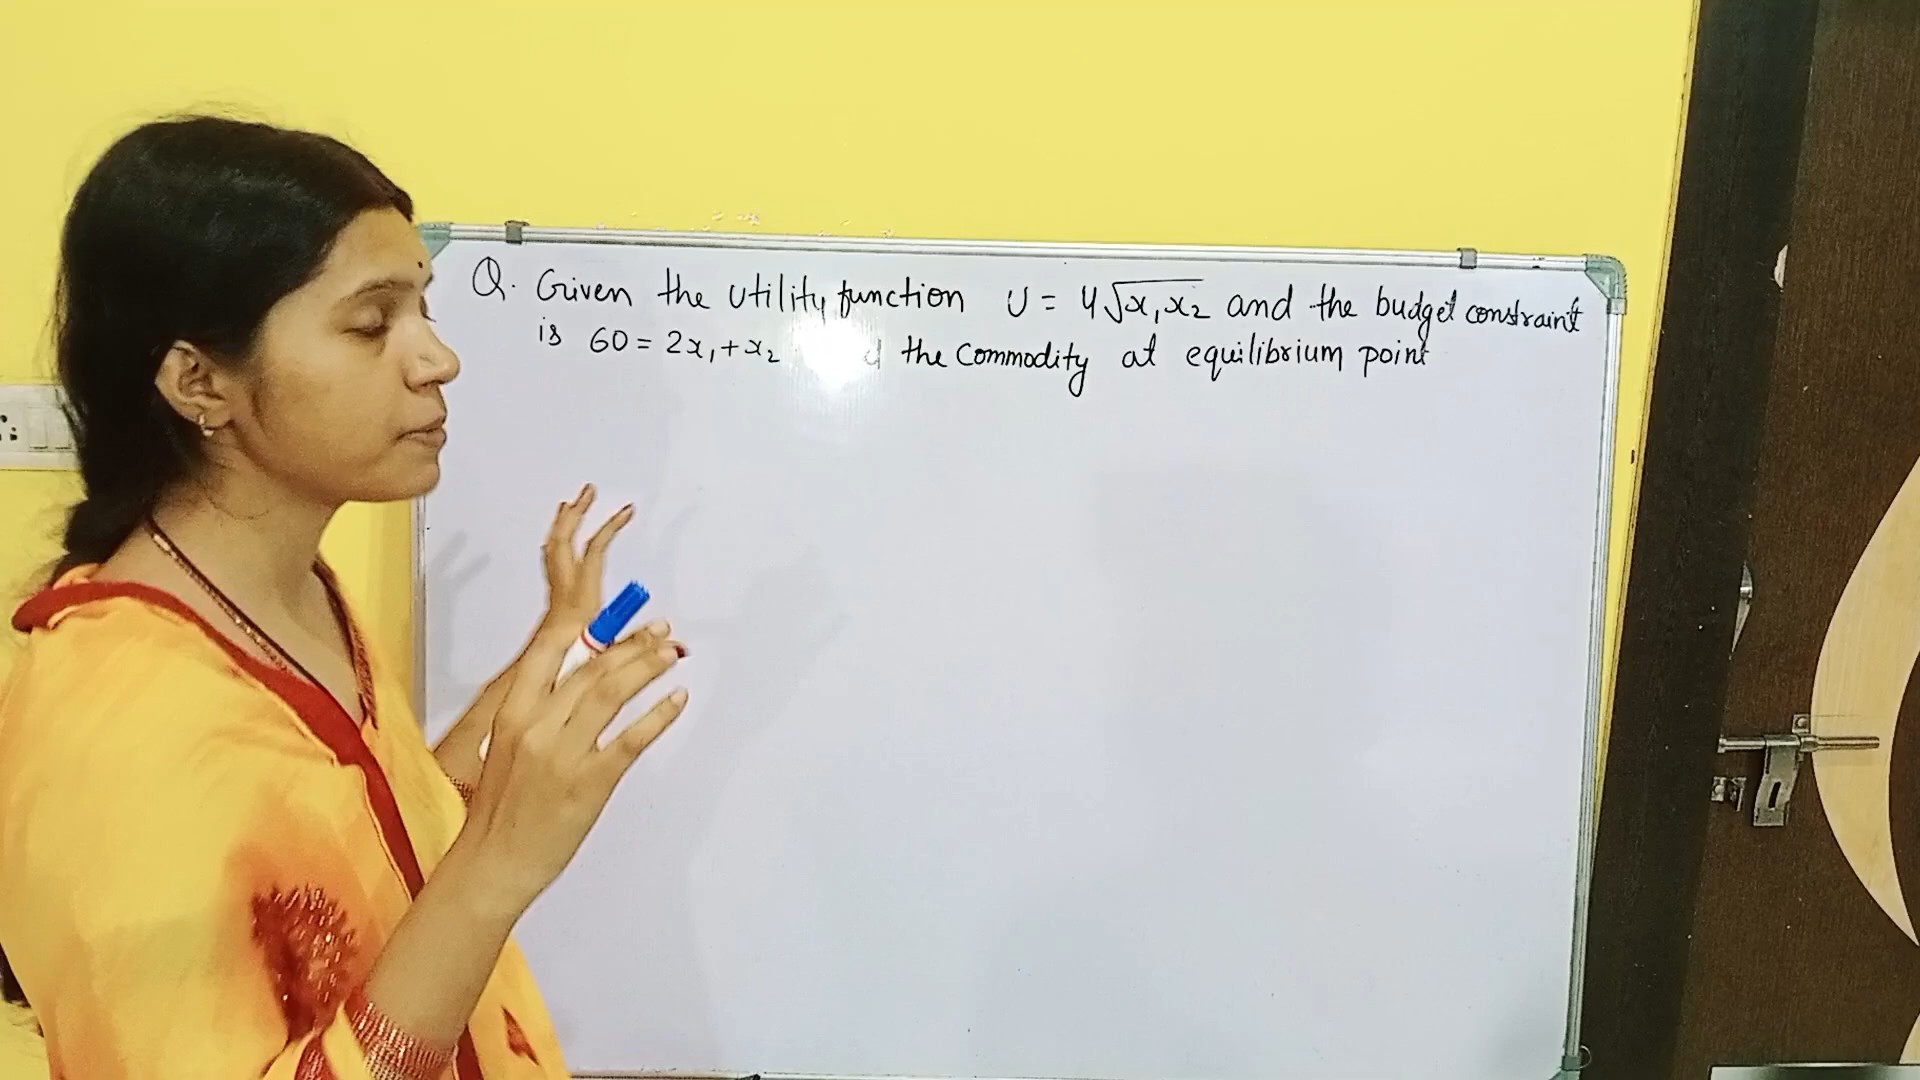 Q. Given the utility function U = 4√x₁x₂ and the budget constraint
is 60 = 2x₁ + x₂ the commodity at equilibrium point